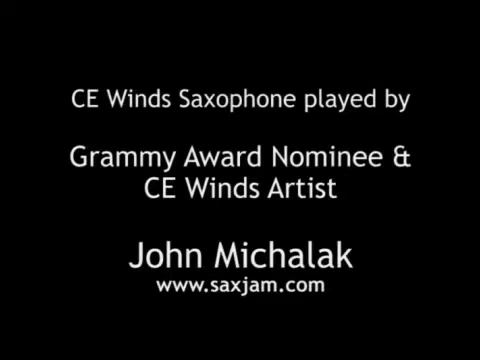 CE Winds Saxophone played by
Grammy Award Nominee &
CE Winds Artist
John Michalak
www.saxjam.com